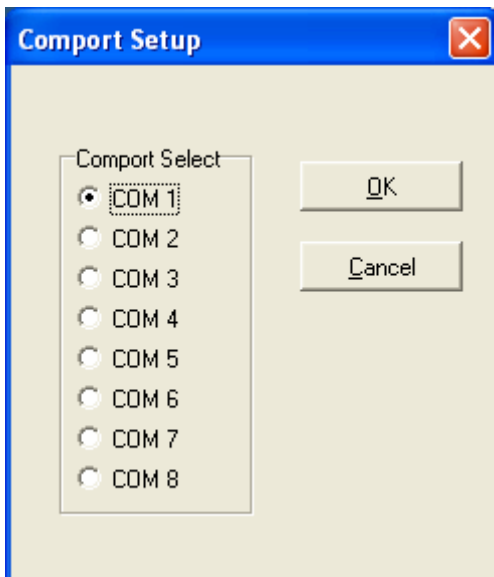 Comport Setup
Comport Select
COM 1
COM 2
COM 3
COM 4
COM 5
COM 6
COM 7
COM 8
OK
Cancel